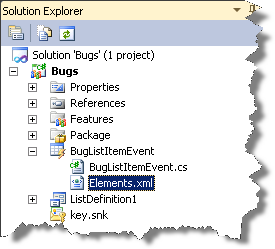 Solution Explorer
Solution 'Bugs' (1 project)
Bugs
Properties
References
Features
Package
BugListItemEvent
BugListItemEvent.cs
Elements.xml
ListDefinition1
key.snk